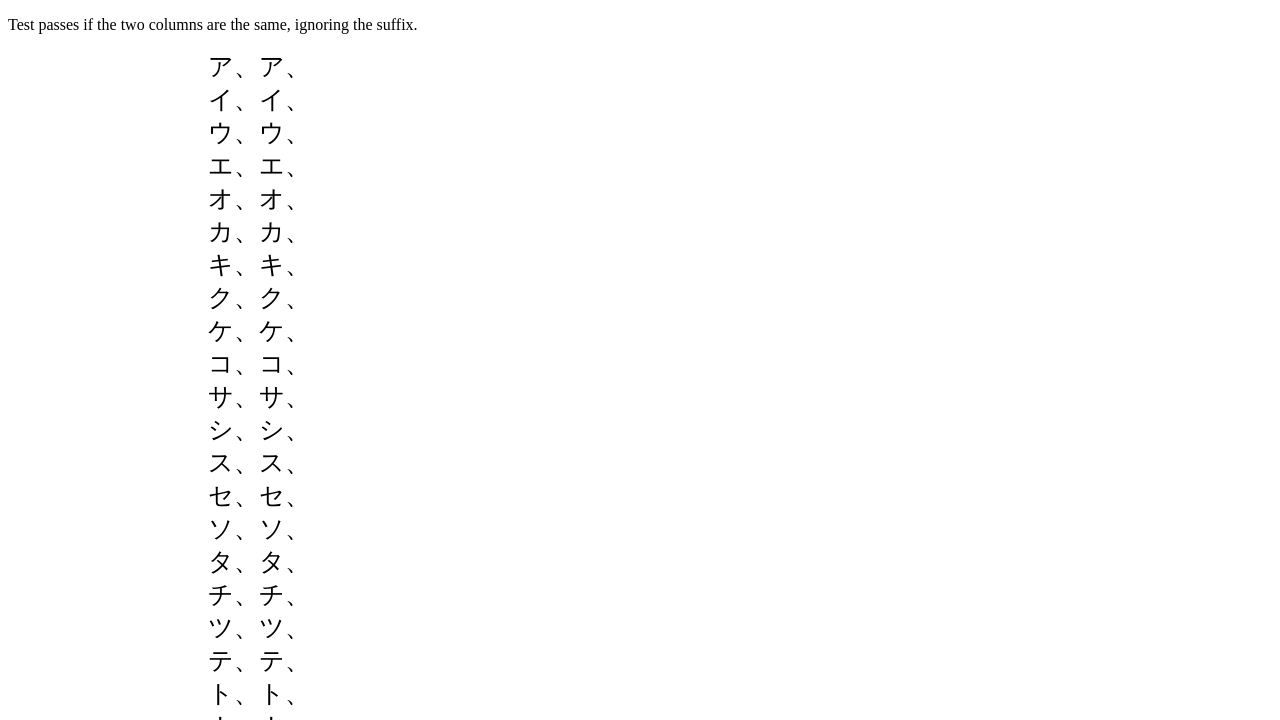 Test passes if the two columns are the same, ignoring the suffix.
ア、ア、
イ、イ、
ウ、ウ、
エ、エ、
オ、オ、
カ、カ、
キ、キ、
ク、ク、
ケ、ケ、
コ、コ、
サ、サ、
シ、シ、
ス、ス、
セ、セ、
ソ、ソ、
タ、タ、
チ、チ、
ツ、ツ、
テ、テ、
ト、ト、